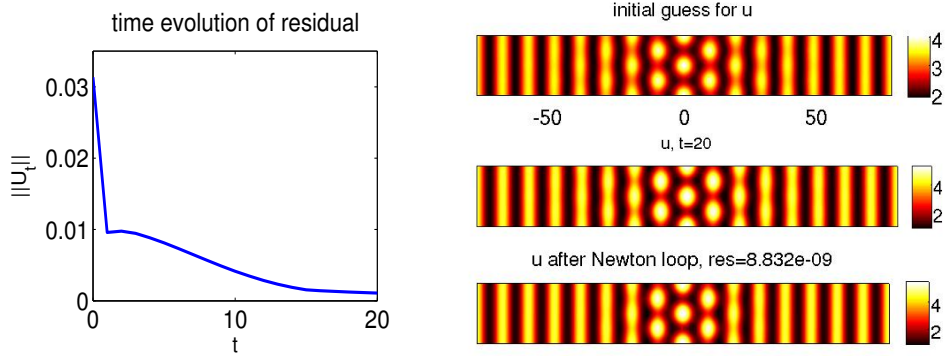 time evolution of residual
||U_t||
0.03
0.02
0.01
0
0 10 20
t
initial guess for u
4
3
2
-50 0 50
u, t=20
4
2
u after Newton loop, res=8.832e-09
4
2